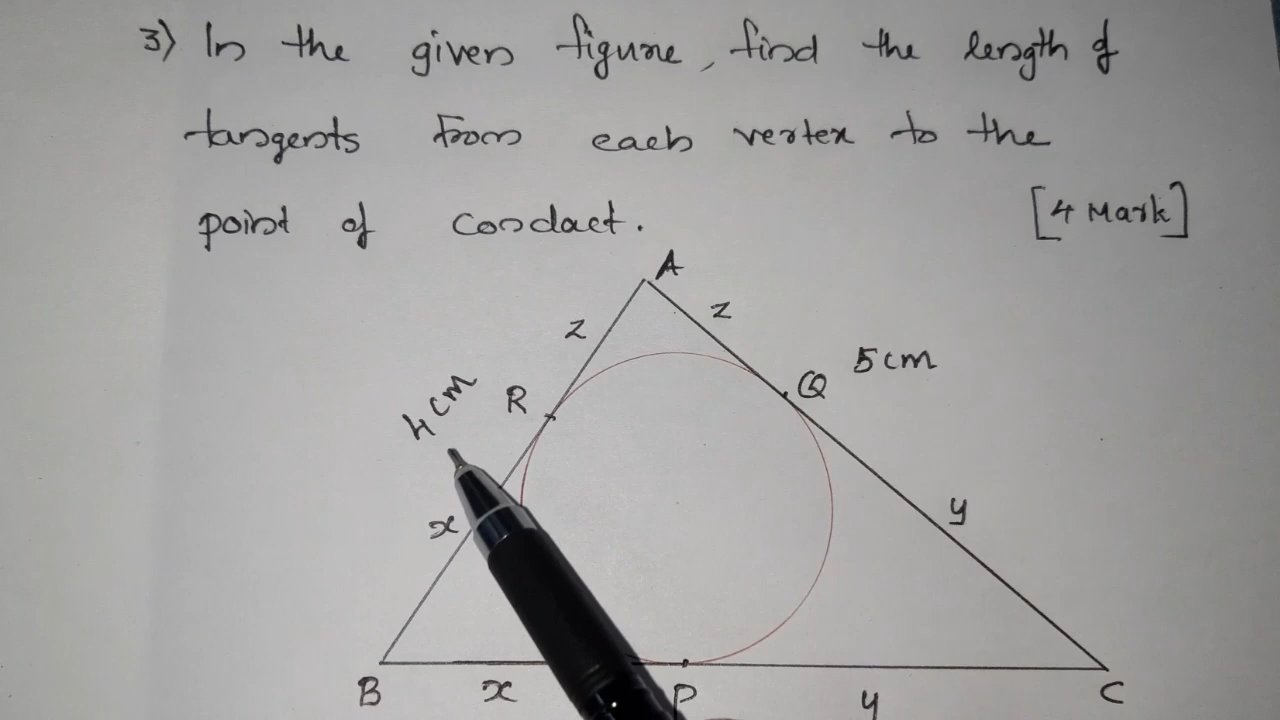 3) In the given figure, find the length of
tangents from each vertex to the
point of condact.
[4 Mark]
A
z z
5cm
R Q
4cm
x y
B x P y C